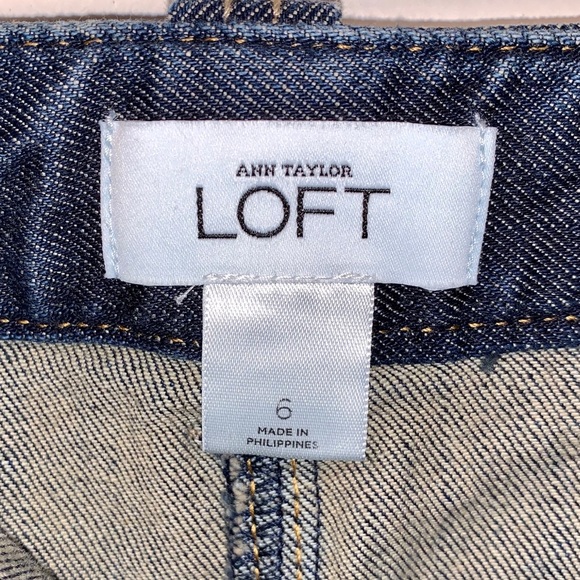 ANN TAYLOR
LOFT
6
MADE IN
PHILIPPINES